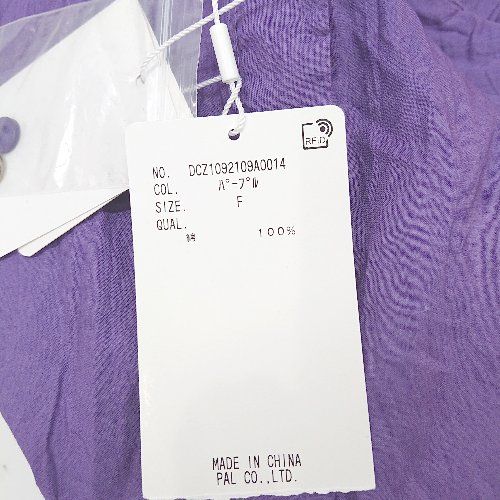 RFID
NO. DCZ1092109A0014
COL. ﾊﾟｰﾌﾟﾙ
SIZE. F
QUAL.
綿 100%
MADE IN CHINA
PAL CO.,LTD.